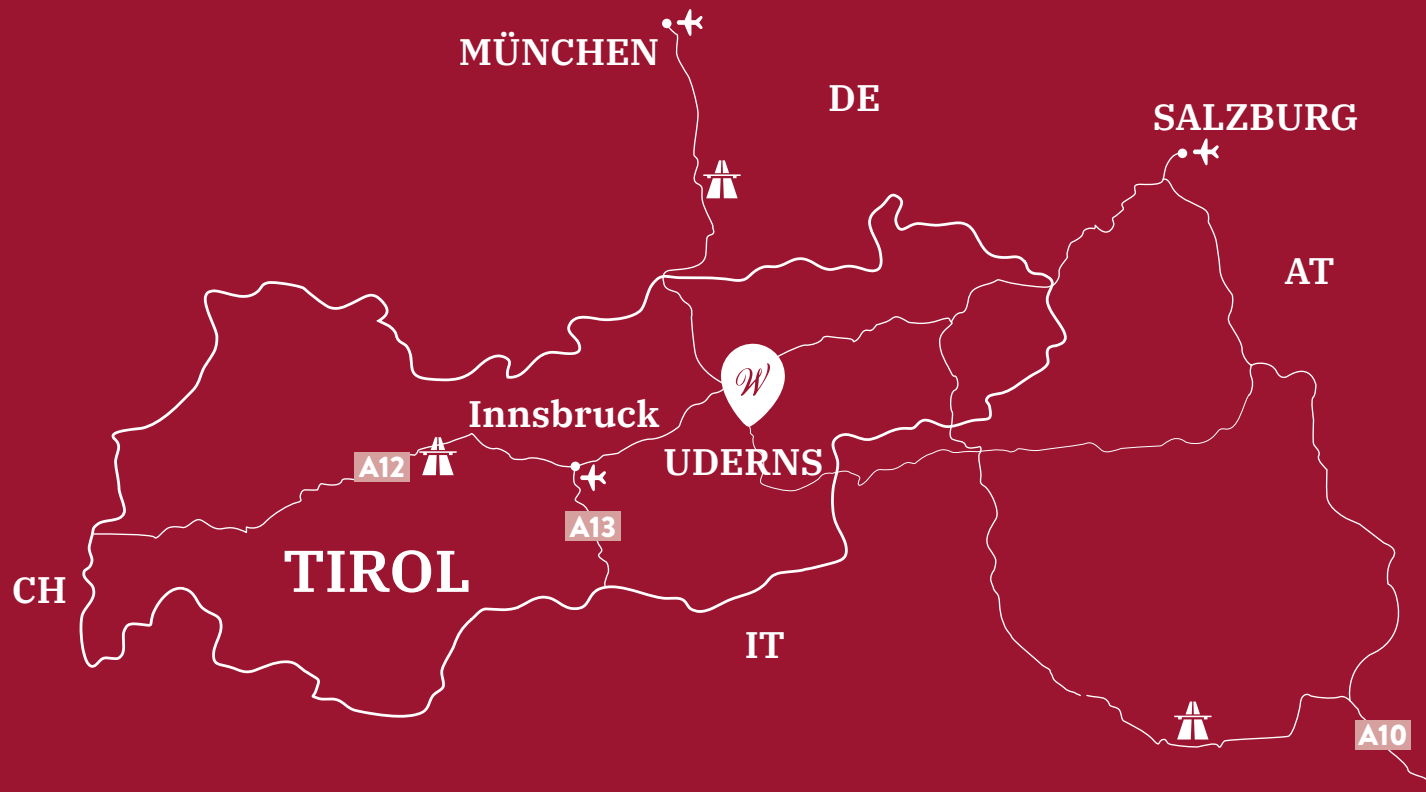 MÜNCHEN
DE
SALZBURG
AT
W
Innsbruck
A12
UDERNS
A13
TIROL
CH
IT
A10